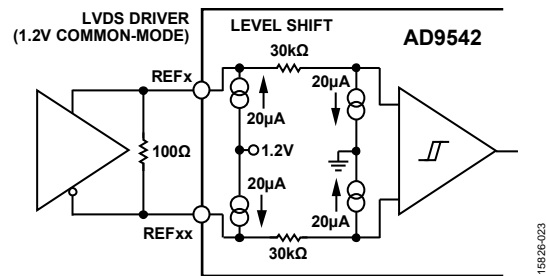 LVDS DRIVER
(1.2V COMMON-MODE)
LEVEL SHIFT
AD9542
30kΩ
REFx
20µA
20µA
100Ω
1.2V
20µA
20µA
REFxx
30kΩ
15826-023